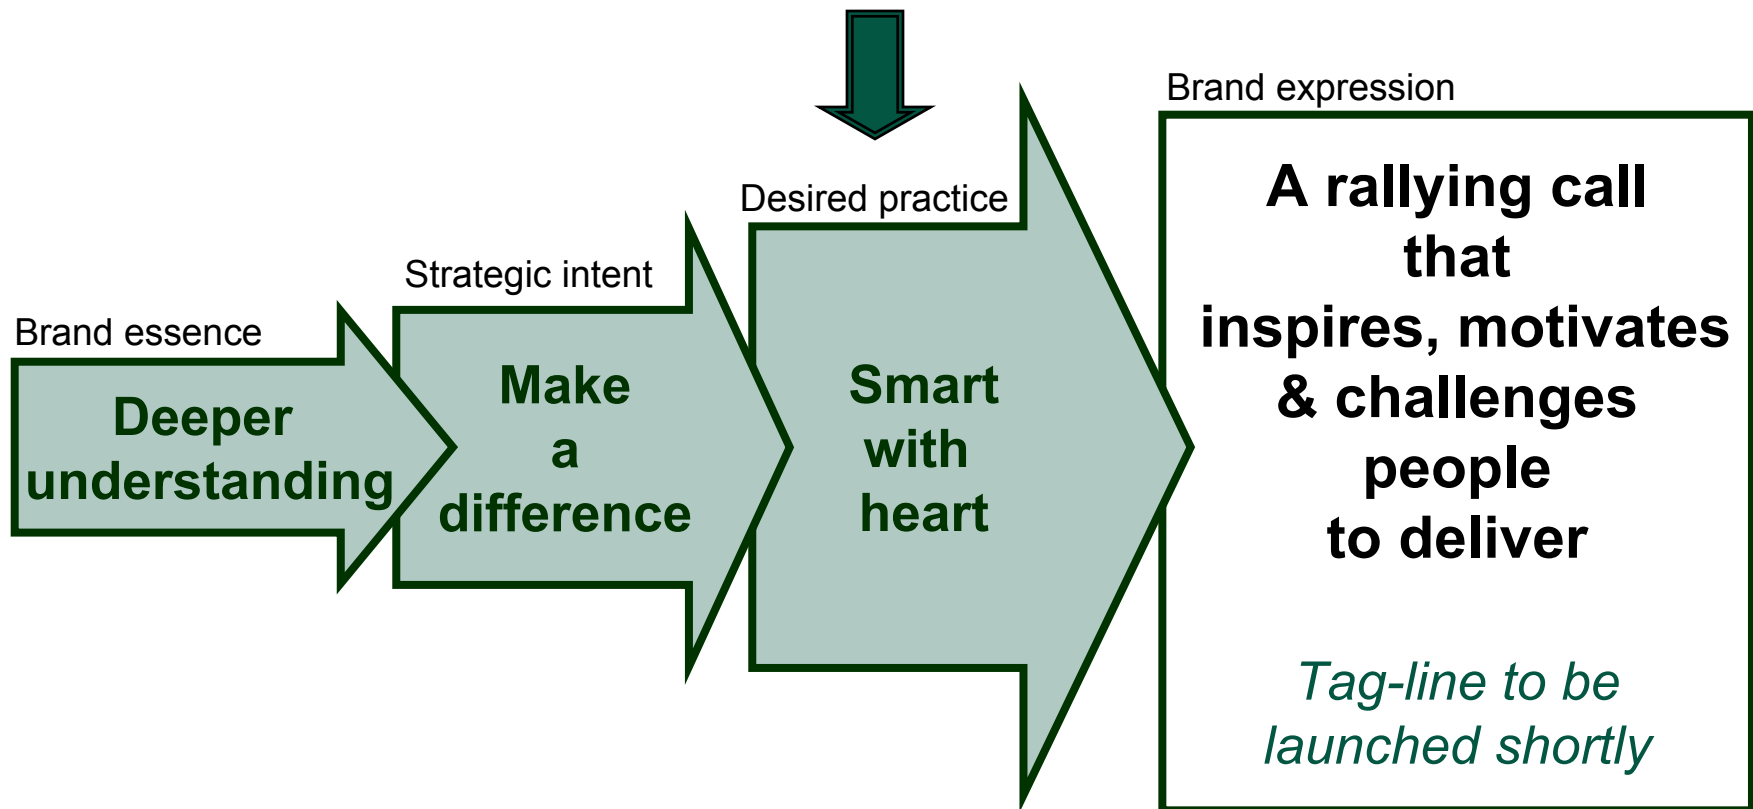 Brand essence
Deeper
understanding
Strategic intent
Make
a
difference
Desired practice
Smart
with
heart
Brand expression
A rallying call
that
inspires, motivates
& challenges
people
to deliver
Tag-line to be
launched shortly